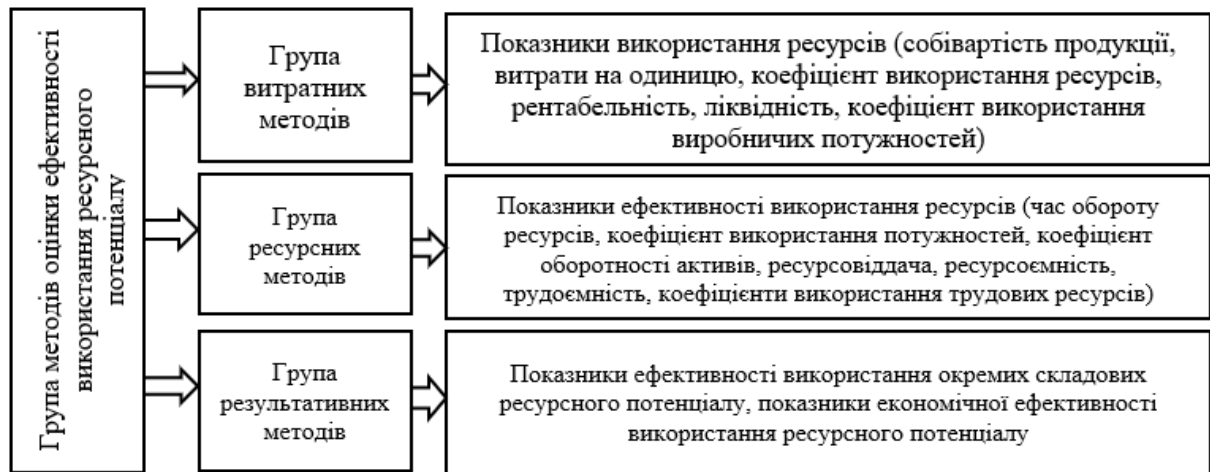 Група методів оцінки ефективності
використання ресурсного
потенціалу
Група
витратних
методів
Показники використання ресурсів (собівартість продукції,
витрати на одиницю, коефіцієнт використання ресурсів,
рентабельність, ліквідність, коефіцієнт використання
виробничих потужностей)
Група
ресурсних
методів
Показники ефективності використання ресурсів (час обороту
ресурсів, коефіцієнт використання потужностей, коефіцієнт
оборотності активів, ресурсовіддача, ресурсоємність,
трудоємність, коефіцієнти використання трудових ресурсів)
Група
результативних
методів
Показники ефективності використання окремих складових
ресурсного потенціалу, показники економічної ефективності
використання ресурсного потенціалу